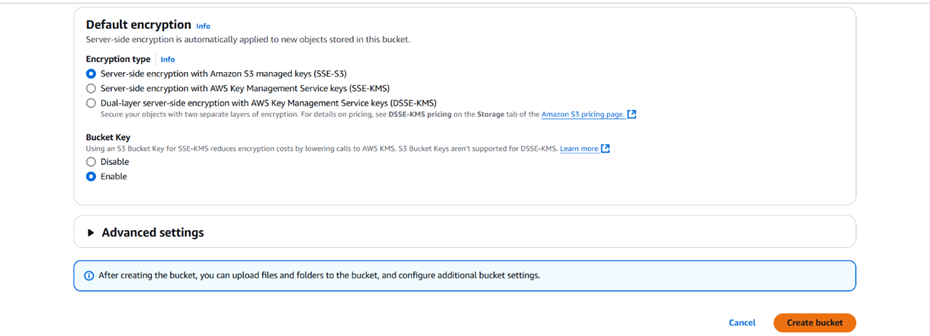 Default encryption Info
Server-side encryption is automatically applied to new objects stored in this bucket.
Encryption type Info
Server-side encryption with Amazon S3 managed keys (SSE-S3)
Server-side encryption with AWS Key Management Service keys (SSE-KMS)
Dual-layer server-side encryption with AWS Key Management Service keys (DSSE-KMS)
Secure your objects with two separate layers of encryption. For details on pricing, see DSSE-KMS pricing on the Storage tab of the Amazon S3 pricing page.
Bucket Key
Using an S3 Bucket Key for SSE-KMS reduces encryption costs by lowering calls to AWS KMS. S3 Bucket Keys aren't supported for DSSE-KMS. Learn more
Disable
Enable
Advanced settings
After creating the bucket, you can upload files and folders to the bucket, and configure additional bucket settings.
Cancel Create bucket